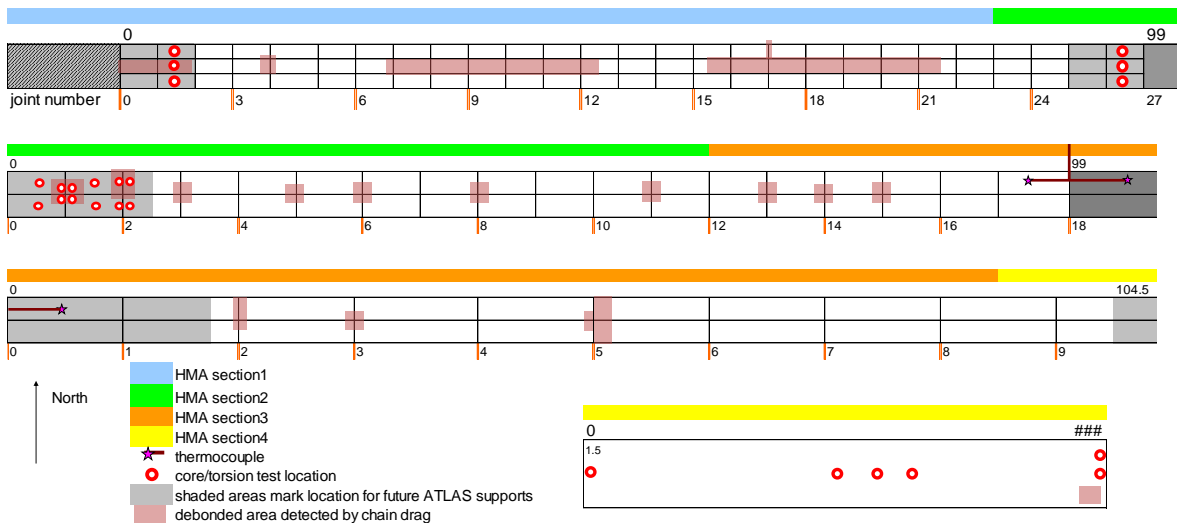 0 99
joint number 0 3 6 9 12 15 18 21 24 27
0 99
0 2 4 6 8 10 12 14 16 18
0 104.5
0 1 2 3 4 5 6 7 8 9
North
HMA section1
HMA section2
HMA section3
HMA section4
thermocouple
core/torsion test location
shaded areas mark location for future ATLAS supports
debonded area detected by chain drag
0 ###
1.5